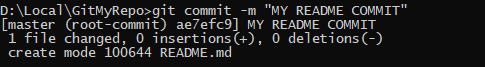 D:\Local\GitMyRepo>git commit -m "MY README COMMIT"
[master (root-commit) ae7efc9] MY README COMMIT
 1 file changed, 0 insertions(+), 0 deletions(-)
 create mode 100644 README.md